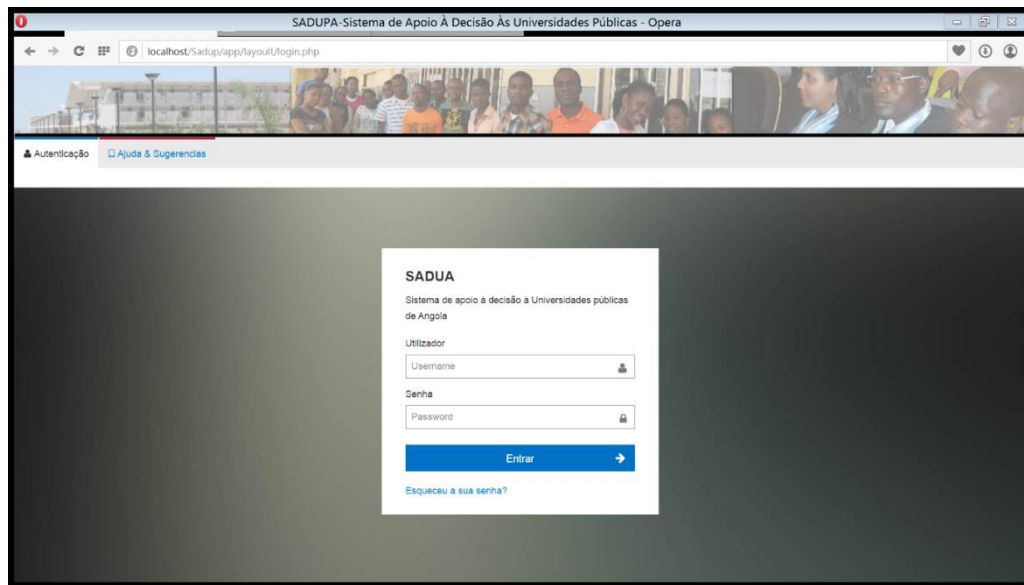 SADUPA-Sistema de Apoio À Decisão Às Universidades Públicas - Opera
localhost/Sadup/app/layoult/login.php
Autenticação
Ajuda & Sugerencias
SADUA
Sistema de apoio à decisão à Universidades públicas
de Angola
Utilizador
Username
Senha
Password
Entrar
Esqueceu a sua senha?